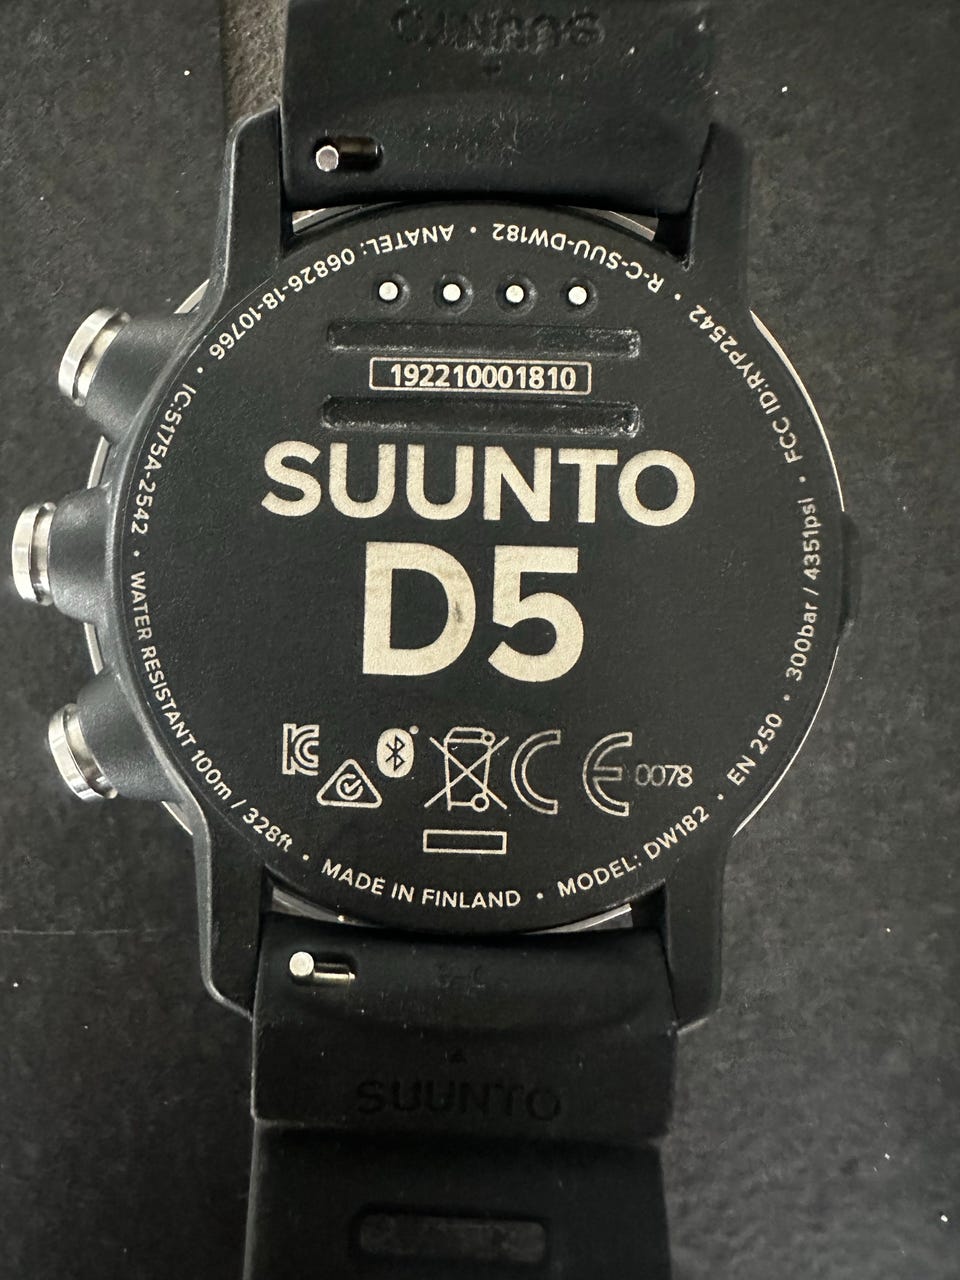 SUUNTO
192210001810
SUUNTO
D5
0078
WATER RESISTANT 100m / 328ft • MADE IN FINLAND • MODEL: DW182 • EN 250 • 300bar / 4351psi • FCC ID:RYP2542 • R-C-SUU-DW182 • ANATEL: 06826-18-10766 • IC:5175A-2542 •
SUUNTO